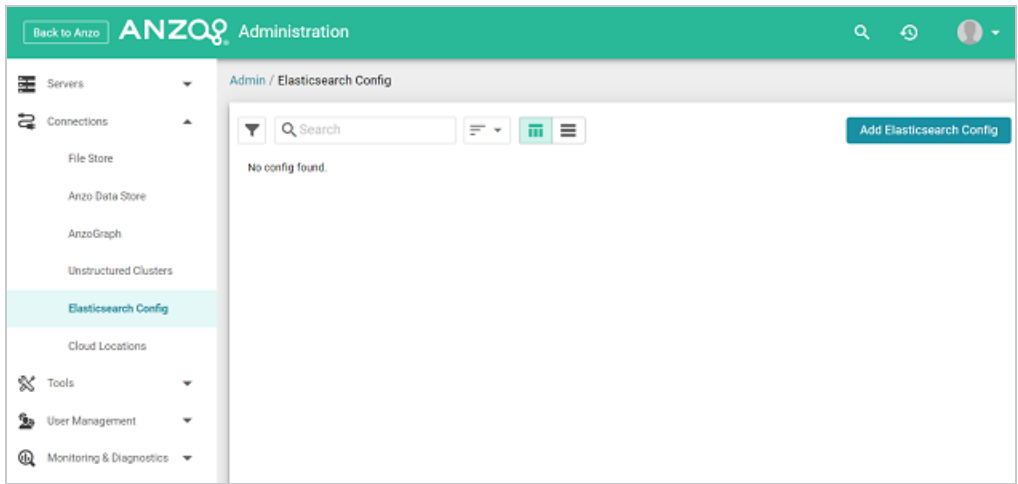 Back to Anzo ANZO Administration
Servers
Admin / Elasticsearch Config
Connections
Search
Add Elasticsearch Config
File Store
No config found.
Anzo Data Store
AnzoGraph
Unstructured Clusters
Elasticsearch Config
Cloud Locations
Tools
User Management
Monitoring & Diagnostics